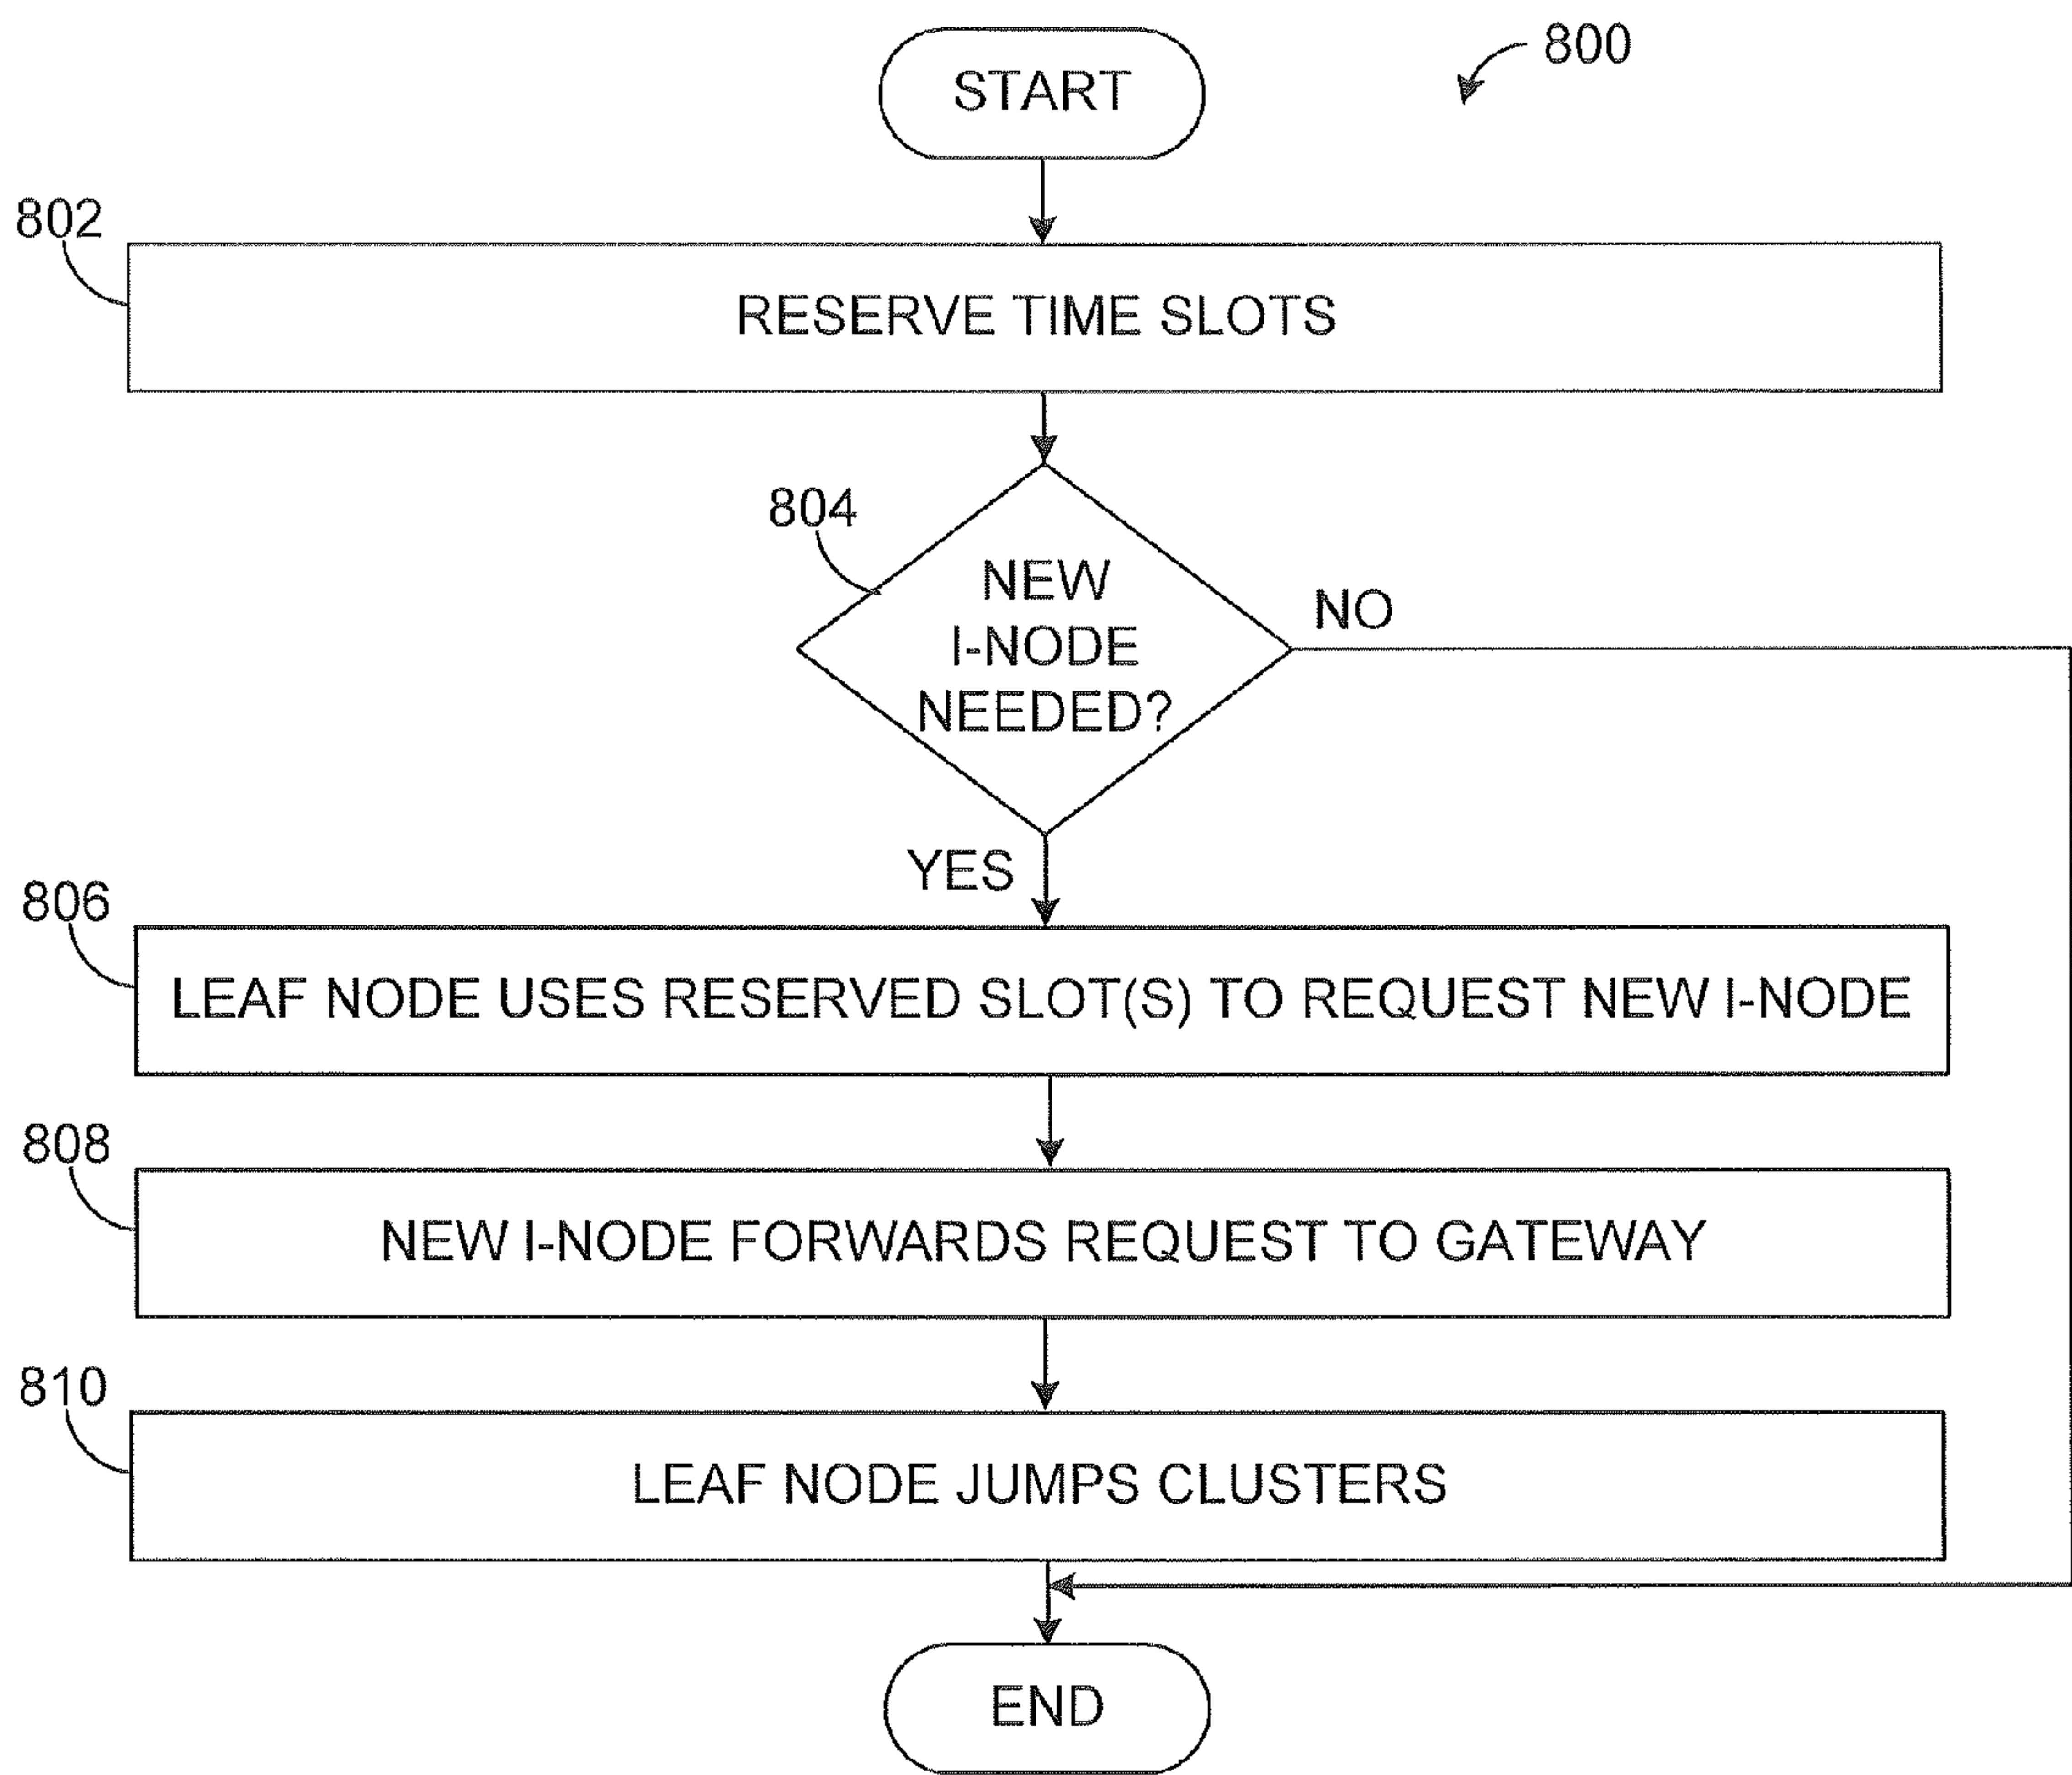 START
800
802
RESERVE TIME SLOTS
804
NEW
I-NODE
NEEDED?
NO
YES
806
LEAF NODE USES RESERVED SLOT(S) TO REQUEST NEW I-NODE
808
NEW I-NODE FORWARDS REQUEST TO GATEWAY
810
LEAF NODE JUMPS CLUSTERS
END